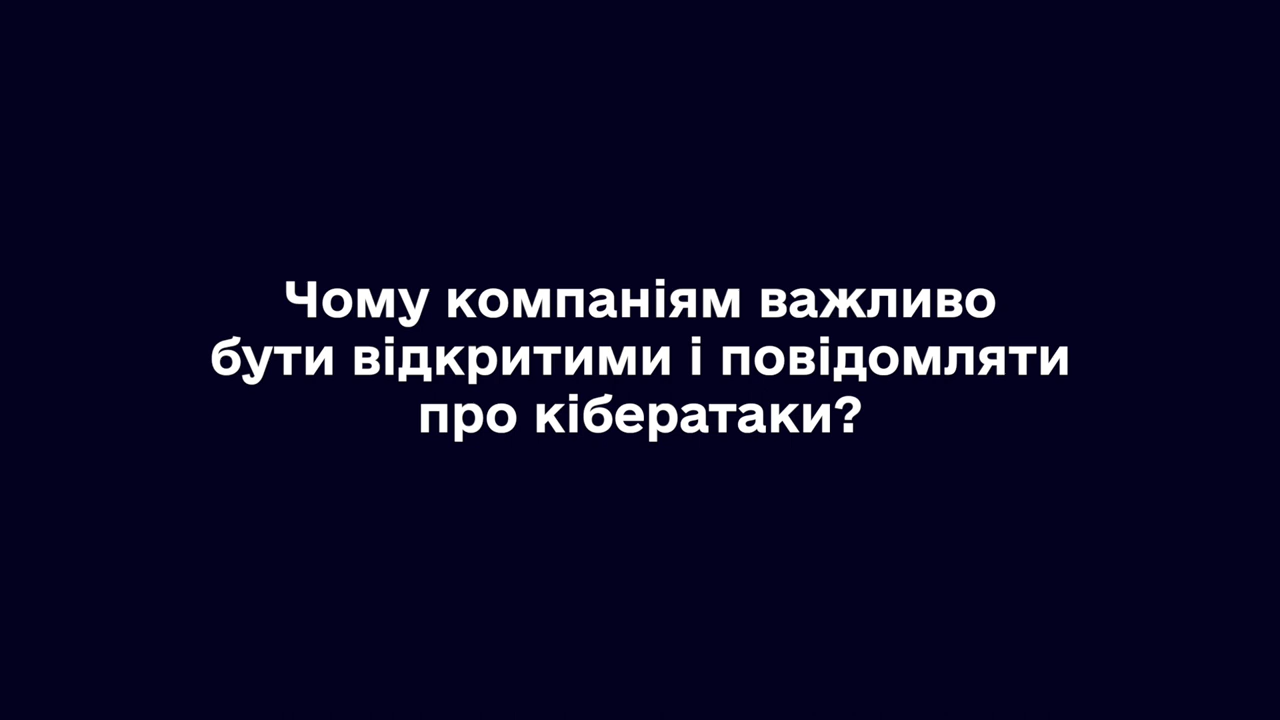 Чому компаніям важливо
бути відкритими і повідомляти
про кібератаки?